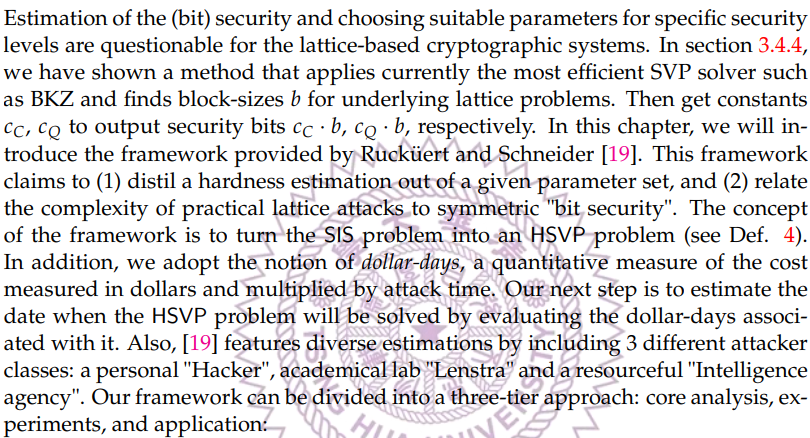 Estimation of the (bit) security and choosing suitable parameters for specific security
levels are questionable for the lattice-based cryptographic systems. In section 3.4.4,
we have shown a method that applies currently the most efficient SVP solver such
as BKZ and finds block-sizes b for underlying lattice problems. Then get constants
c_C, c_Q to output security bits c_C · b, c_Q · b, respectively. In this chapter, we will in-
troduce the framework provided by Ruckuert and Schneider [19]. This framework
claims to (1) distil a hardness estimation out of a given parameter set, and (2) relate
the complexity of practical lattice attacks to symmetric "bit security". The concept
of the framework is to turn the SIS problem into an HSVP problem (see Def. 4).
In addition, we adopt the notion of dollar-days, a quantitative measure of the cost
measured in dollars and multiplied by attack time. Our next step is to estimate the
date when the HSVP problem will be solved by evaluating the dollar-days associ-
ated with it. Also, [19] features diverse estimations by including 3 different attacker
classes: a personal "Hacker", academical lab "Lenstra" and a resourceful "Intelligence
agency". Our framework can be divided into a three-tier approach: core analysis, ex-
periments, and application:
TSING HUA UNIVERSITY